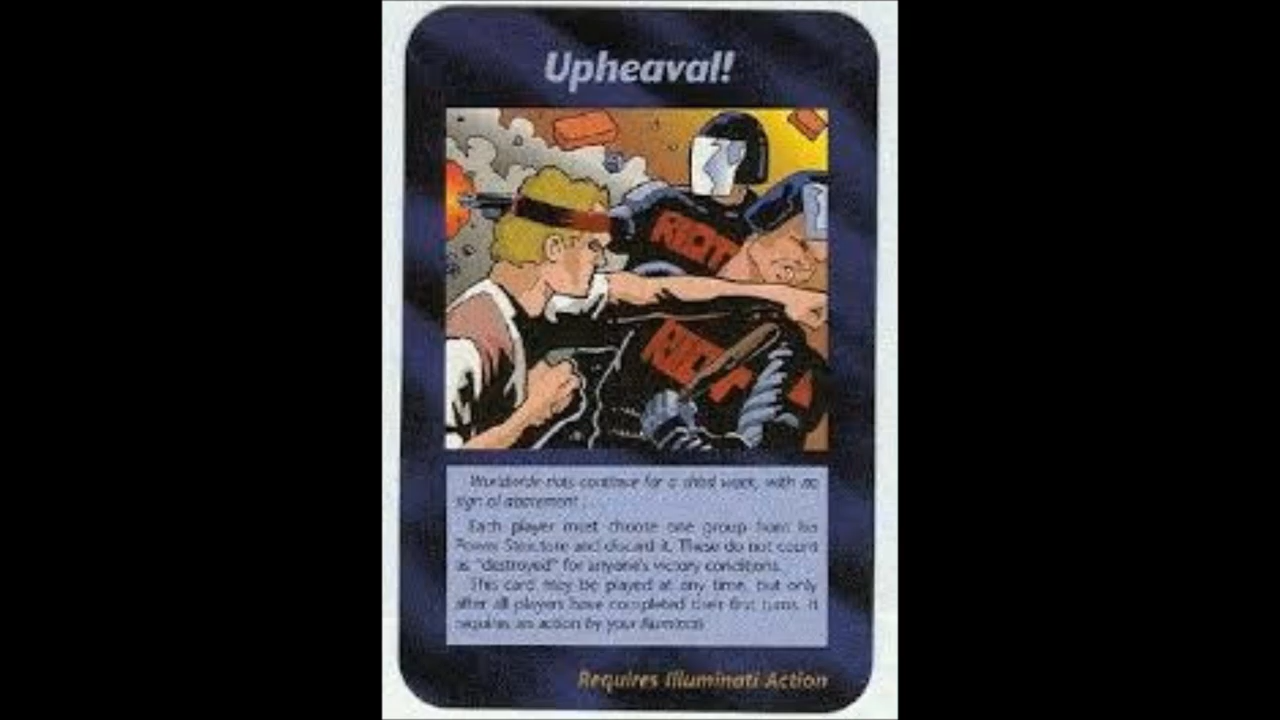 Upheaval!
RIOT
RIOT
Worldwide riots continue for a third week, with no
sign of abatement . . .
Each player must choose one group from his
Power Structure and discard it. These do not count
as "destroyed" for anyone's victory conditions.
This card may be played at any time, but only
after all players have completed their first turns. It
requires an action by your Illuminati.
Requires Illuminati Action